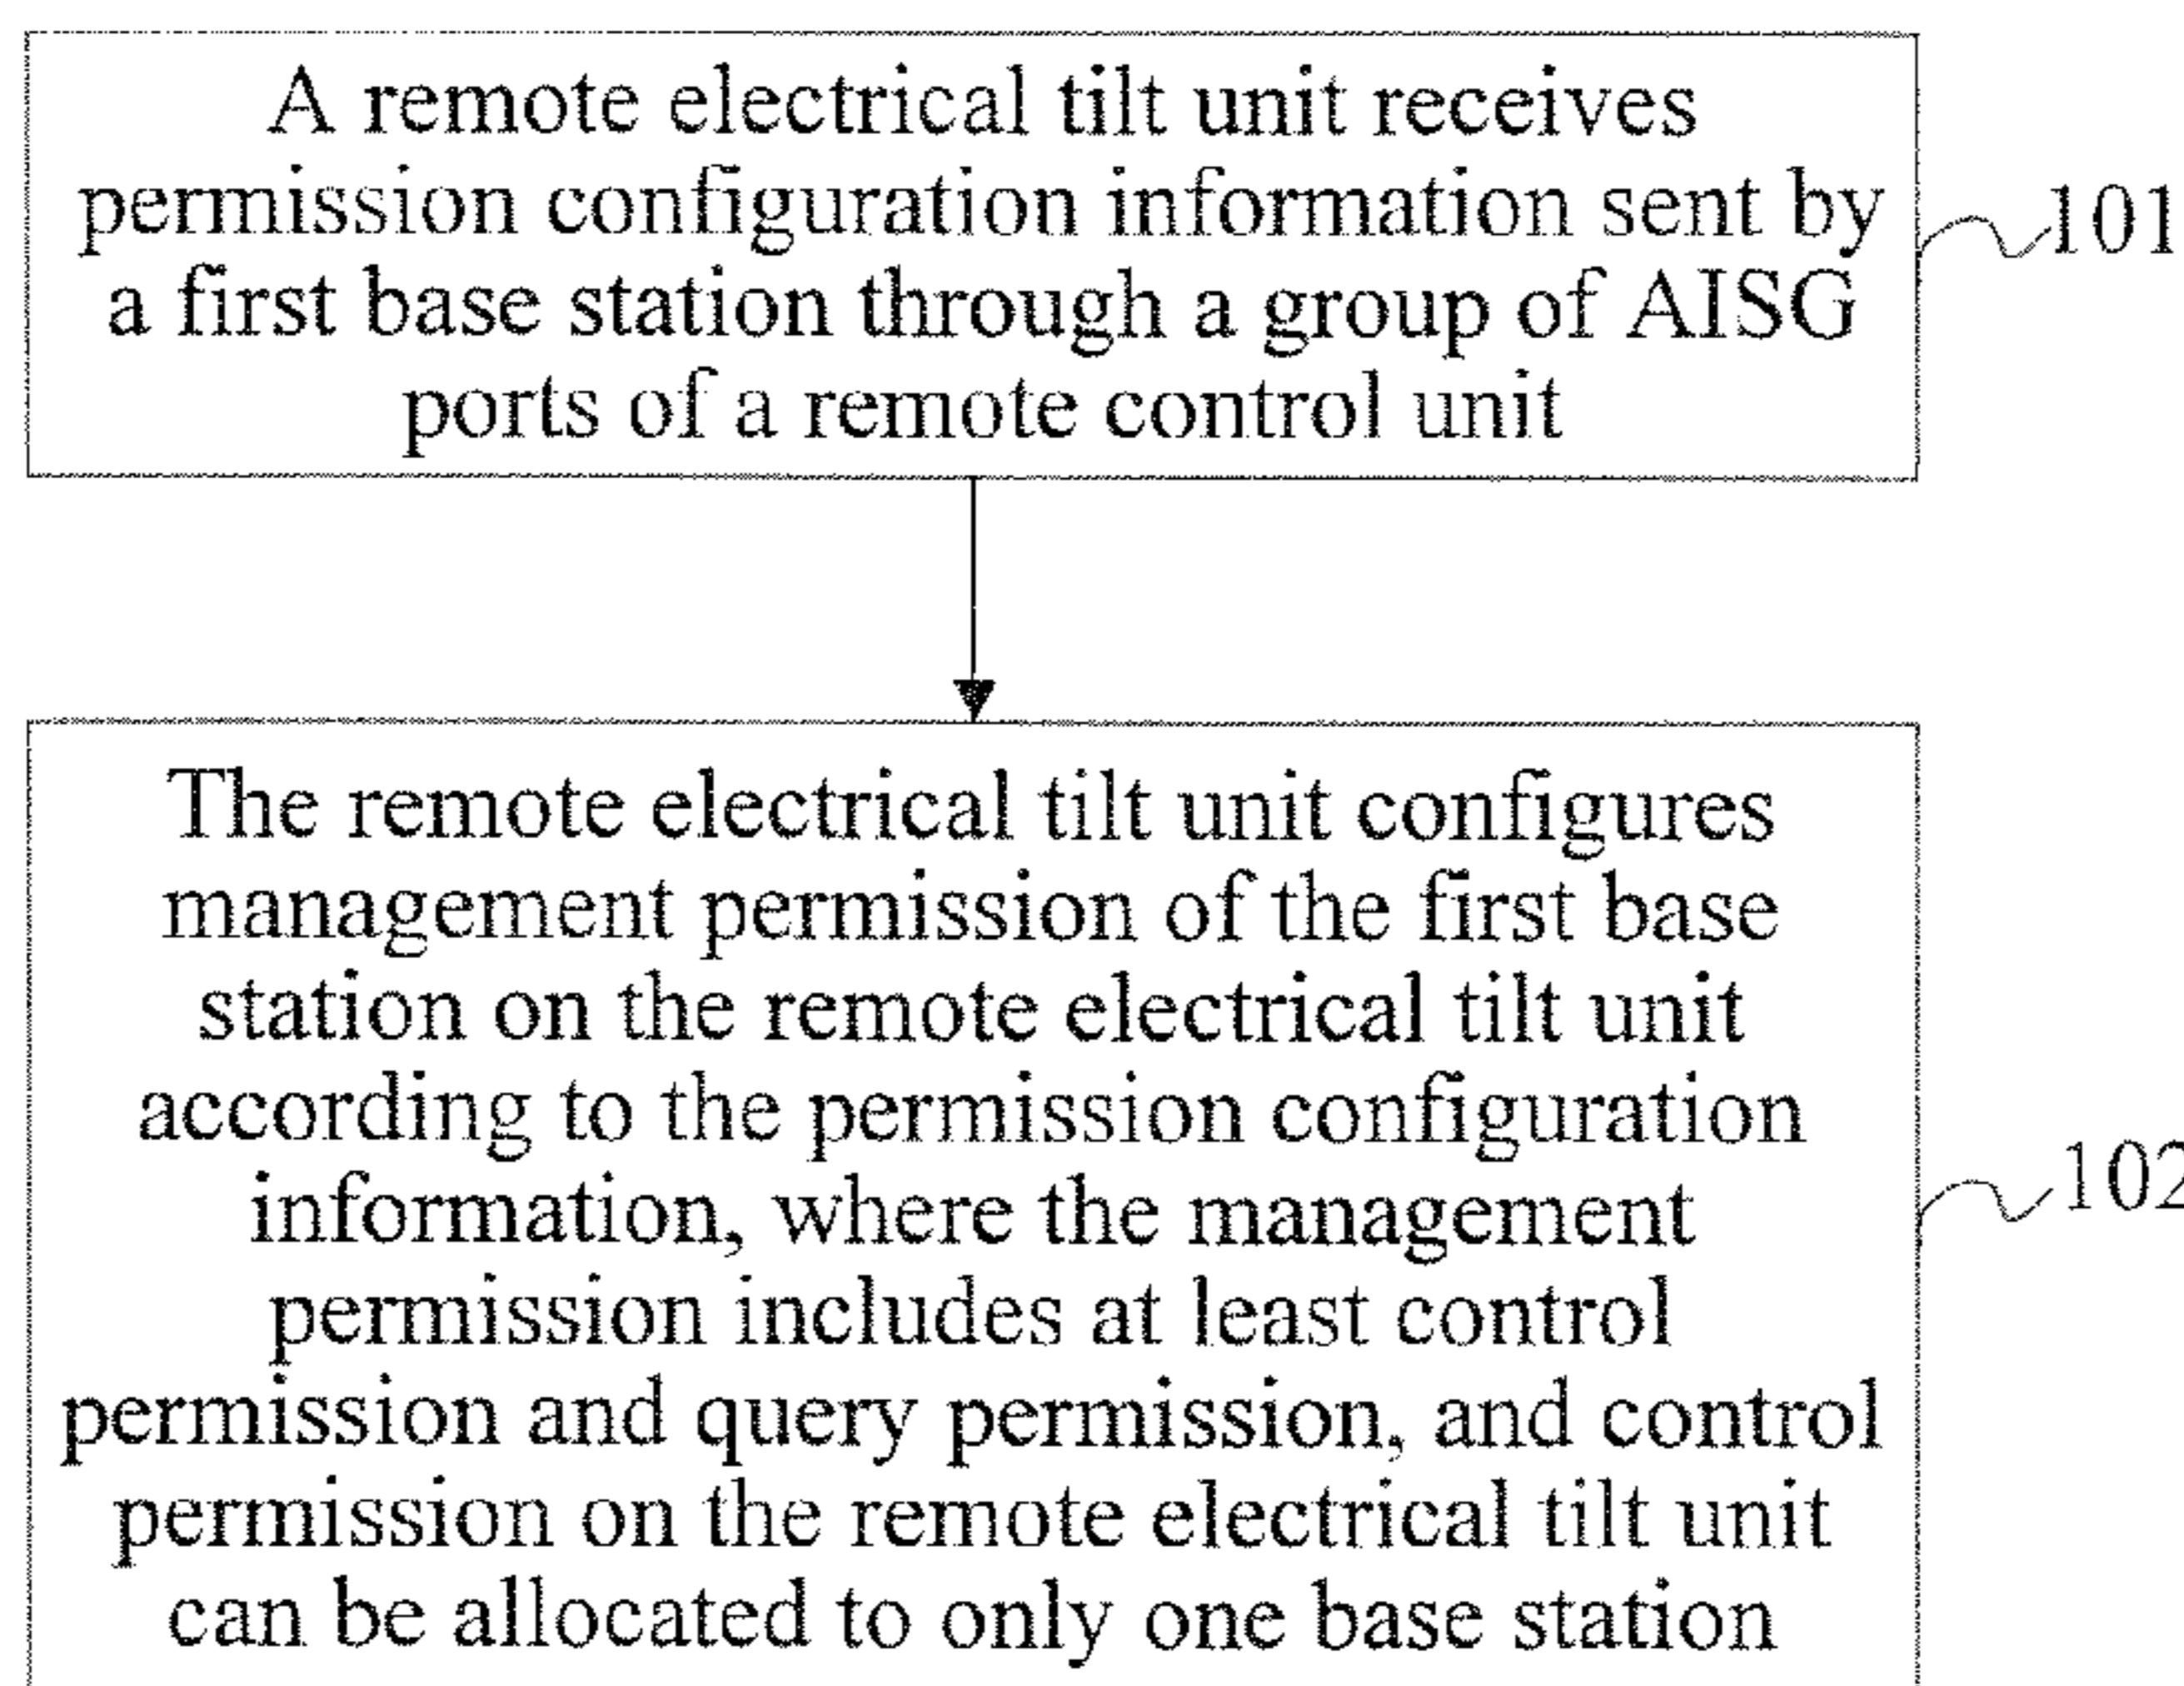 A remote electrical tilt unit receives
permission configuration information sent by
a first base station through a group of AISG
ports of a remote control unit
101
The remote electrical tilt unit configures
management permission of the first base
station on the remote electrical tilt unit
according to the permission configuration
information, where the management
permission includes at least control
permission and query permission, and control
permission on the remote electrical tilt unit
can be allocated to only one base station
102